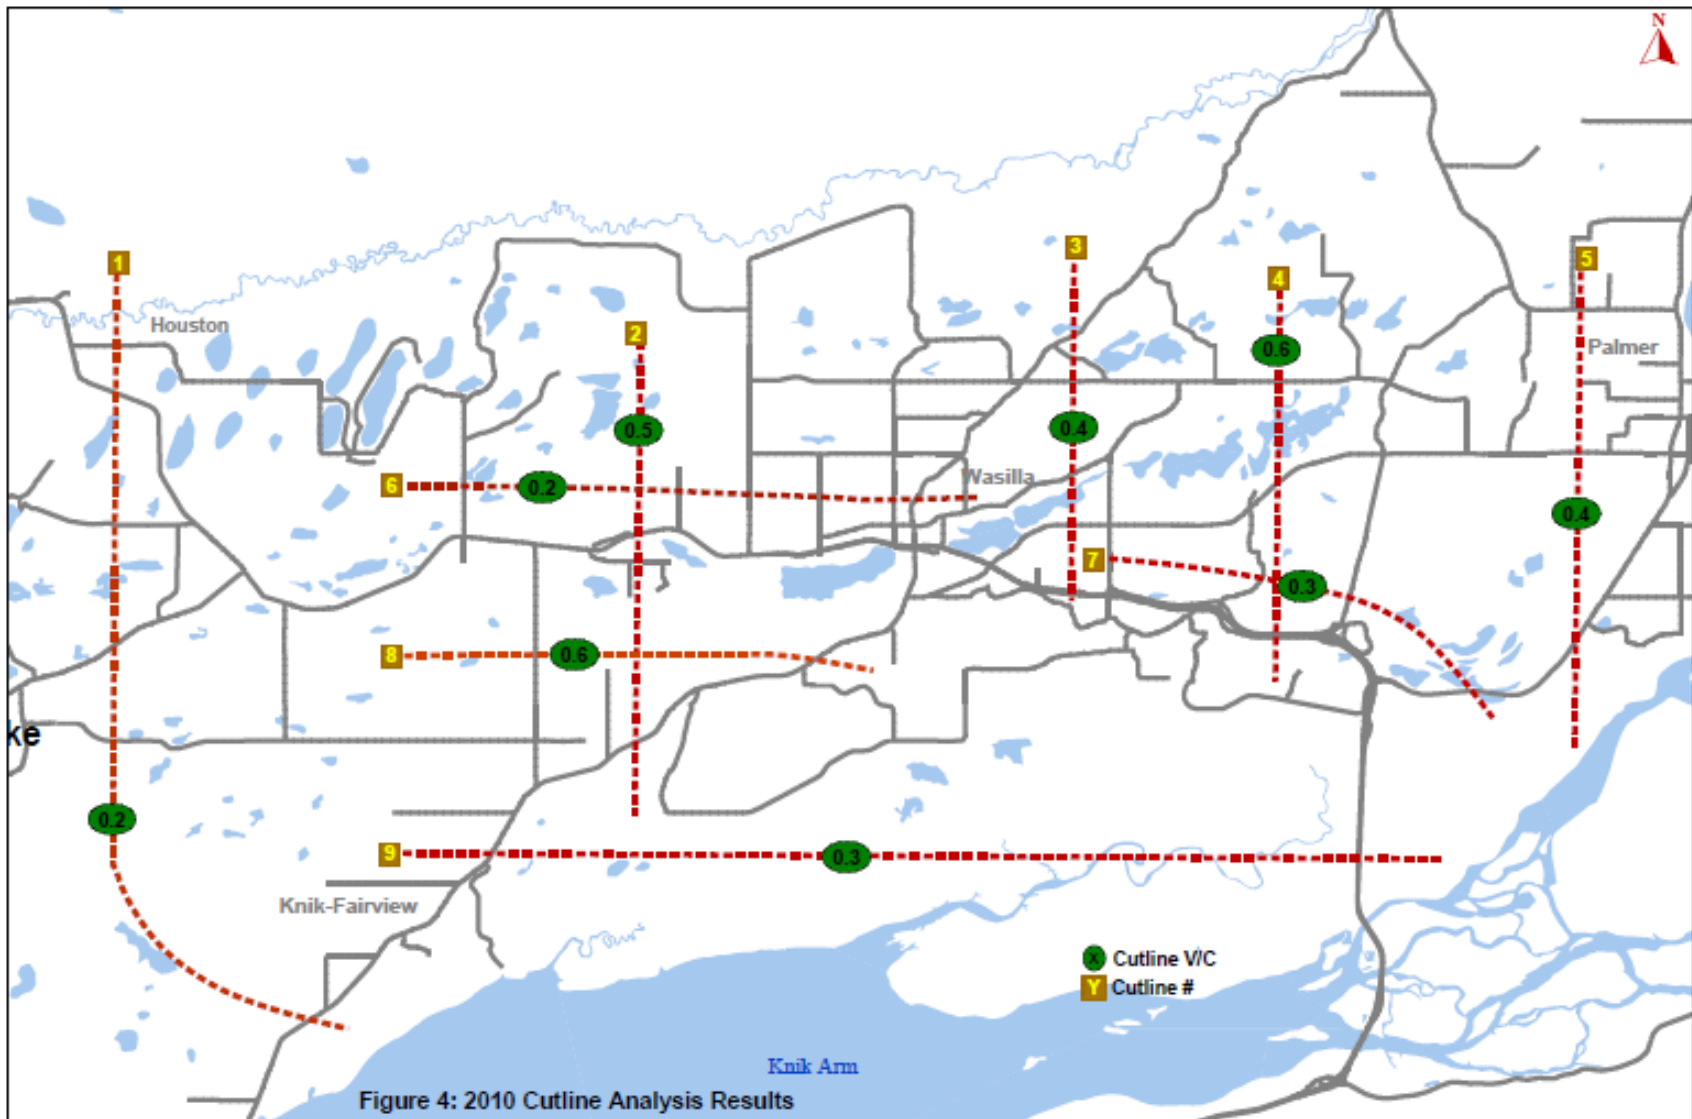 N
3
1
5
4
Houston
2
0.6
Palmer
0.5
0.4
Wasilla
6
0.2
0.4
7
0.3
8
0.6
ke
0.2
9
0.3
Knik-Fairview
X Cutline V/C
Y Cutline #
Knik Arm
Figure 4: 2010 Cutline Analysis Results